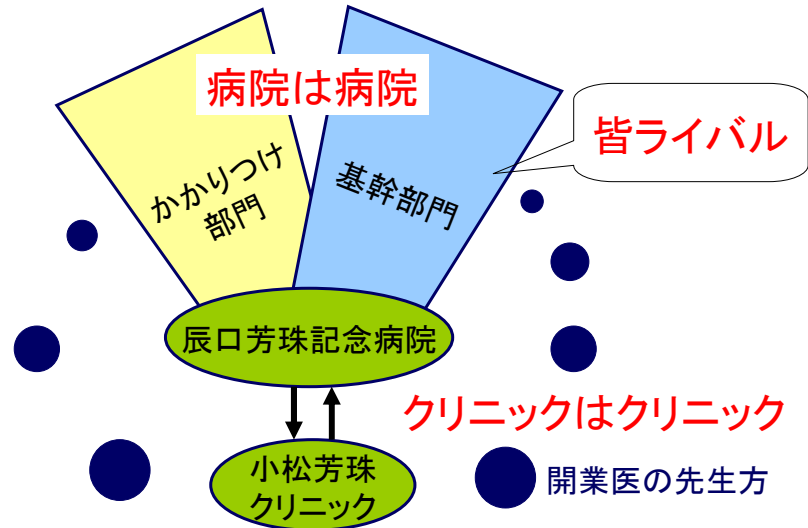 病院は病院
皆ライバル
かかりつけ
部門
基幹部門
辰口芳珠記念病院
クリニックはクリニック
小松芳珠
クリニック
開業医の先生方